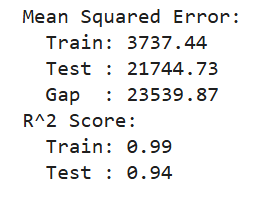 Mean Squared Error:
  Train: 3737.44
  Test : 21744.73
  Gap  : 23539.87
R^2 Score:
  Train: 0.99
  Test : 0.94